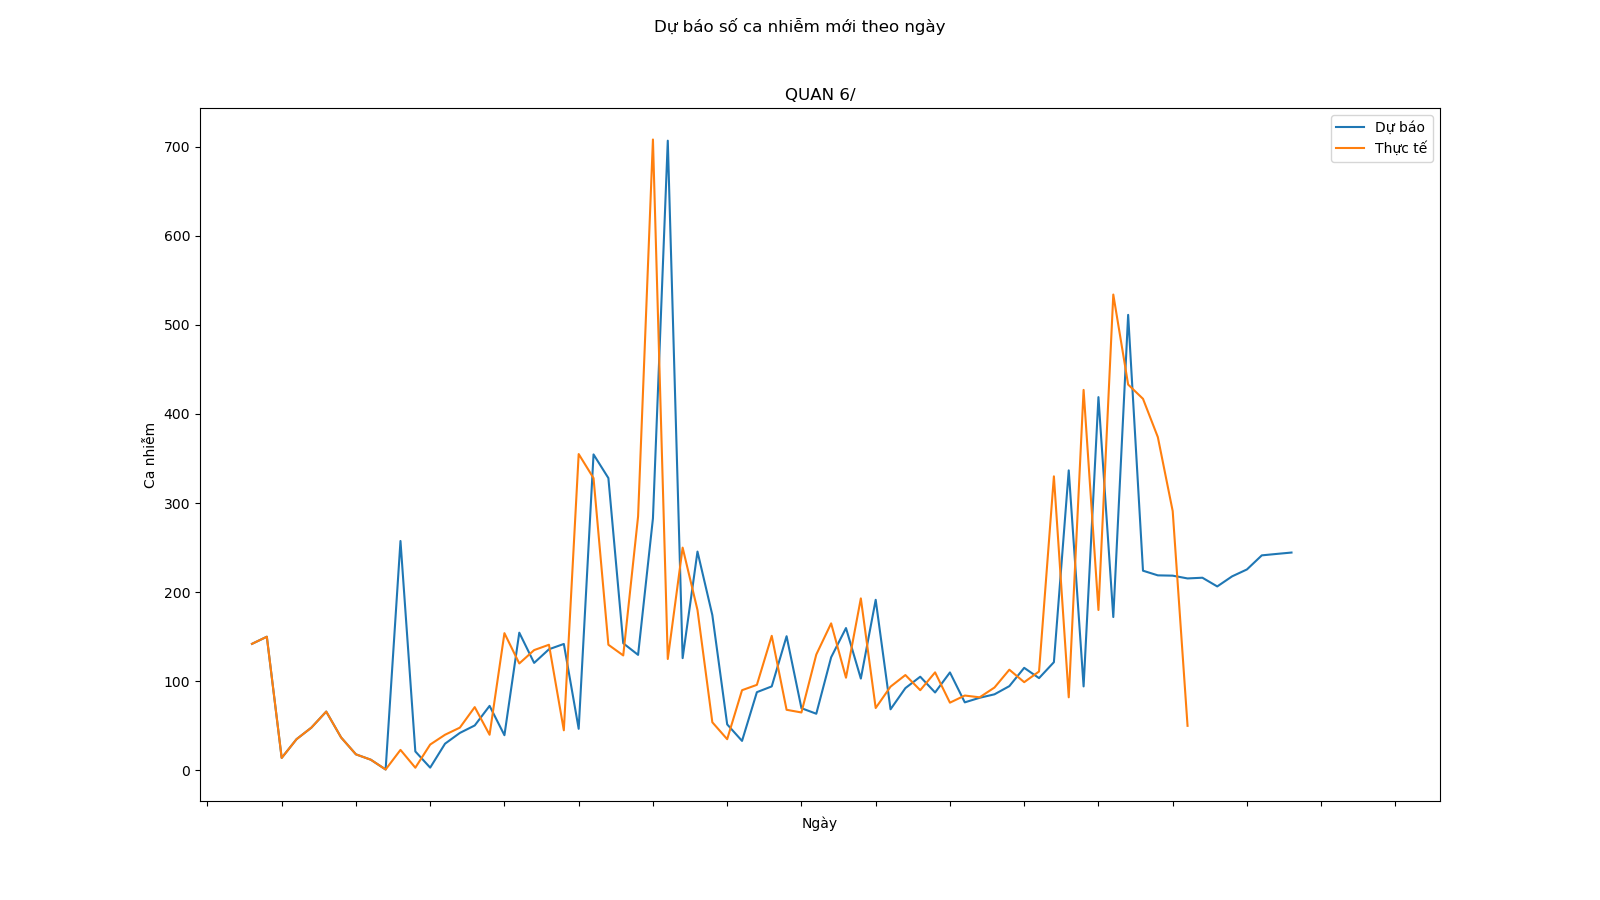 Dự báo số ca nhiễm mới theo ngày
QUAN 6/
Dự báo
Thực tế
700
600
500
400
300
200
100
0
Ca nhiễm
Ngày